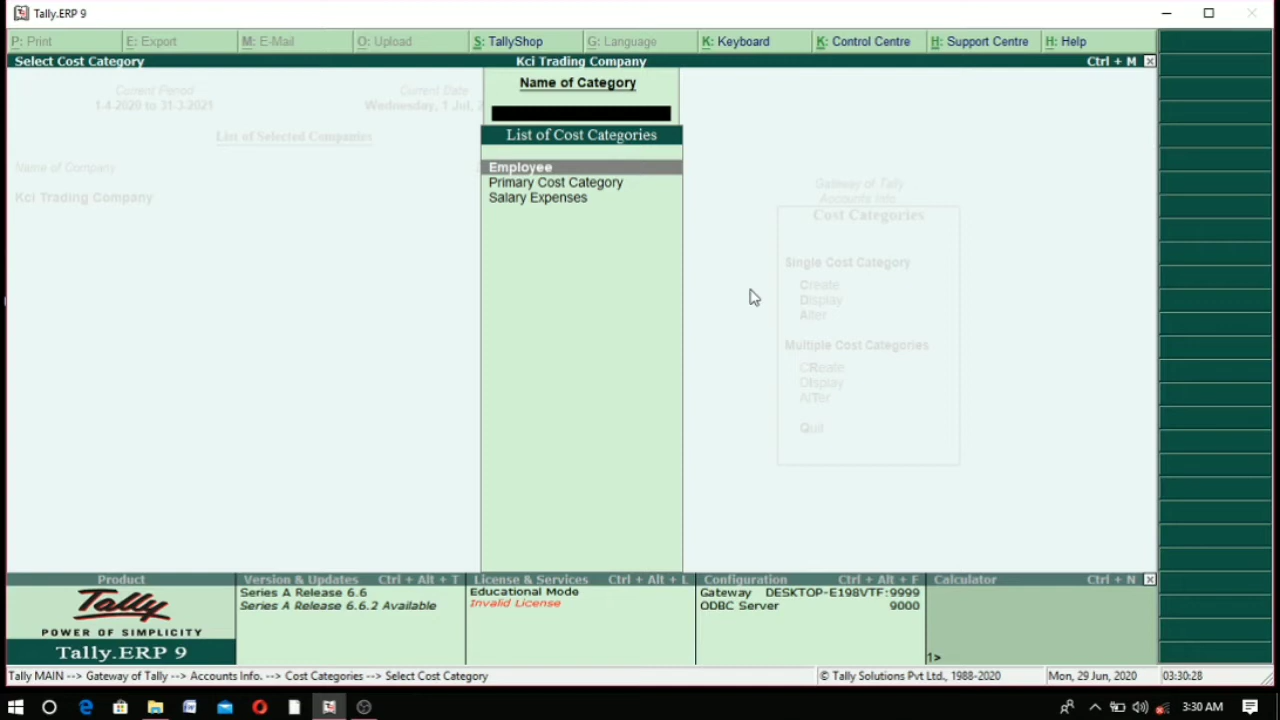 Tally.ERP 9
P: Print
E: Export
M: E-Mail
O: Upload
S: TallyShop
G: Language
K: Keyboard
K: Control Centre
H: Support Centre
H: Help
Select Cost Category
Kci Trading Company
Ctrl + M
Name of Category
Current Period
1-4-2020 to 31-3-2021
Current Date
Wednesday, 1 Jul, 2
List of Selected Companies
Name of Company
Kci Trading Company
List of Cost Categories
Employee
Primary Cost Category
Salary Expenses
Gateway of Tally
Accounts Info.
Cost Categories
Single Cost Category
Create
Display
Alter
Multiple Cost Categories
CReate
DIsplay
AlTer
Quit
Product
Tally
POWER OF SIMPLICITY
Tally.ERP 9
Version & Updates Ctrl + Alt + T
Series A Release 6.6
Series A Release 6.6.2 Available
License & Services Ctrl + Alt + L
Educational Mode
Invalid License
Configuration Ctrl + Alt + F
Gateway DESKTOP-E198VTF:9999
ODBC Server 9000
Calculator Ctrl + N
1>
Tally MAIN --> Gateway of Tally --> Accounts Info. --> Cost Categories --> Select Cost Category
© Tally Solutions Pvt Ltd., 1988-2020
Mon, 29 Jun, 2020
03:30:28
3:30 AM